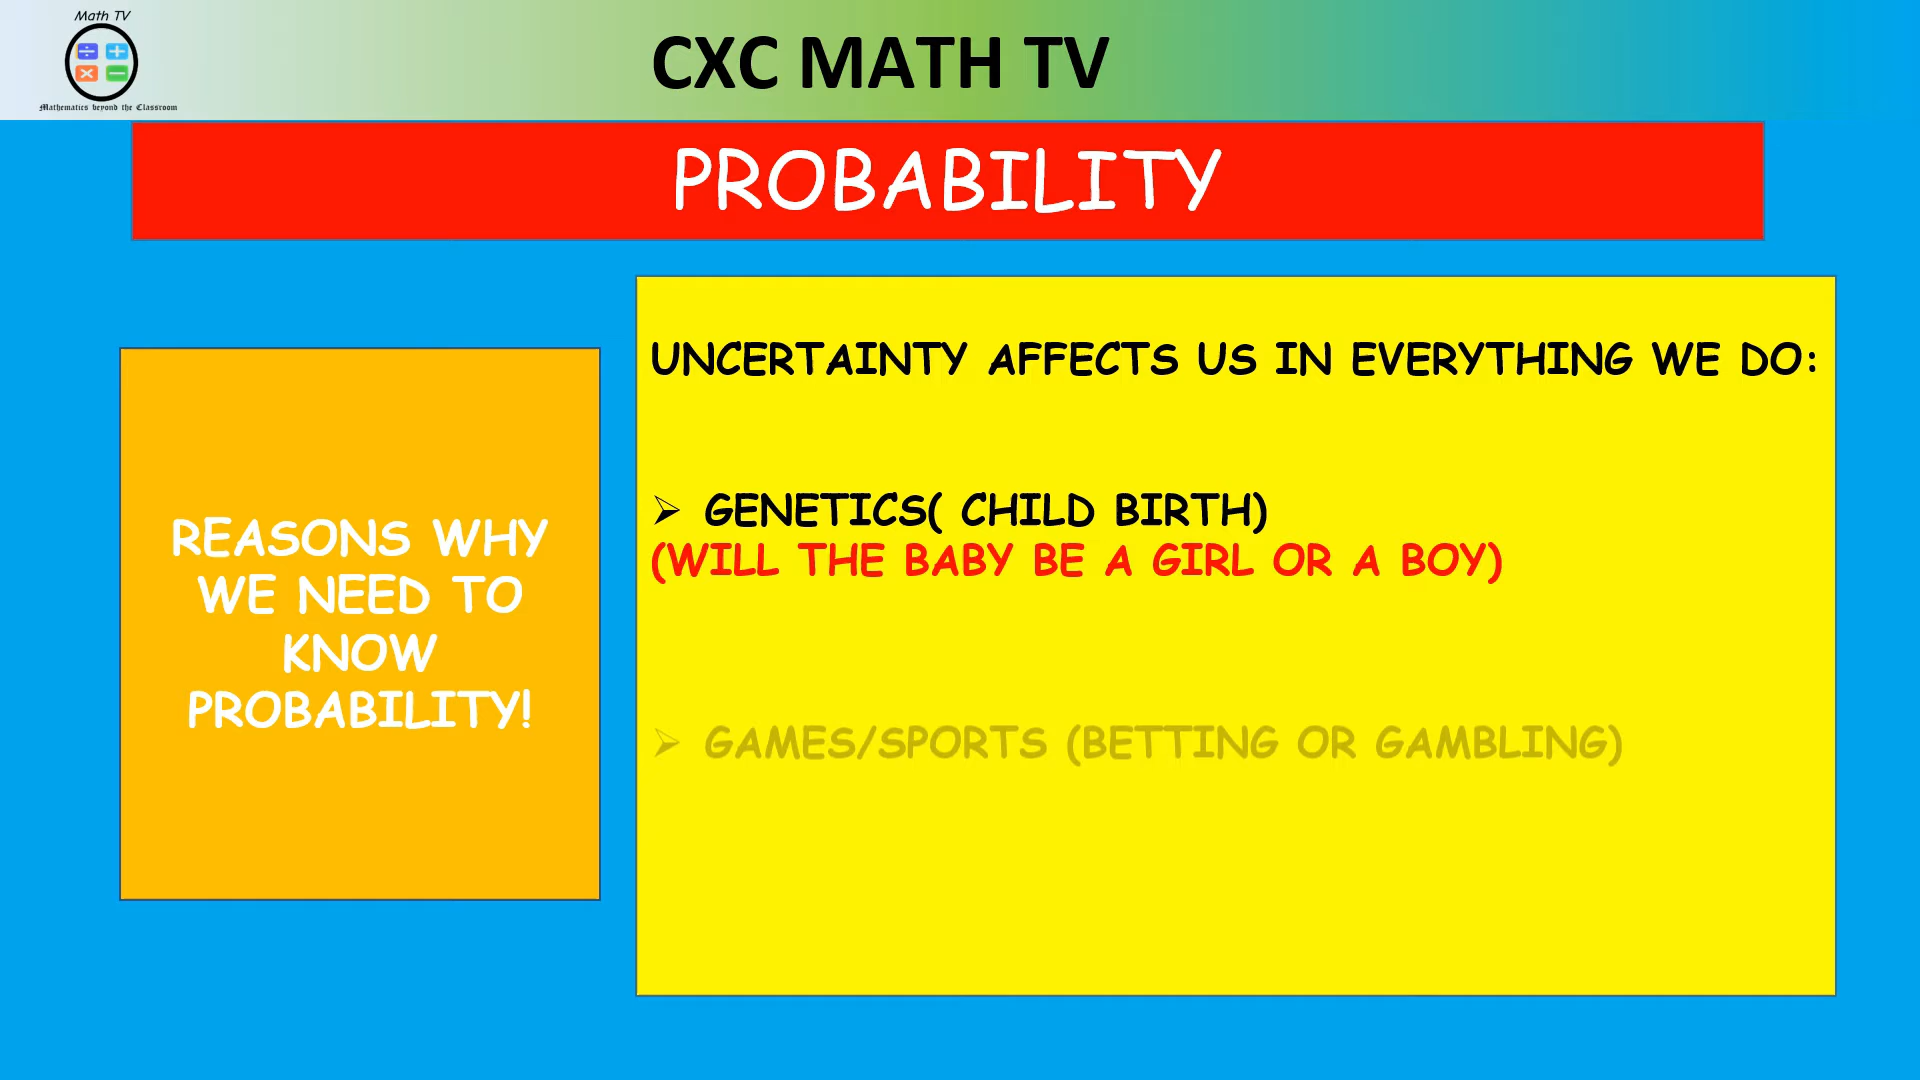 Math TV
Mathematics beyond the Classroom
CXC MATH TV
PROBABILITY
REASONS WHY
WE NEED TO
KNOW
PROBABILITY!
UNCERTAINTY AFFECTS US IN EVERYTHING WE DO:
➢ GENETICS( CHILD BIRTH)
(WILL THE BABY BE A GIRL OR A BOY)
➢ GAMES/SPORTS (BETTING OR GAMBLING)